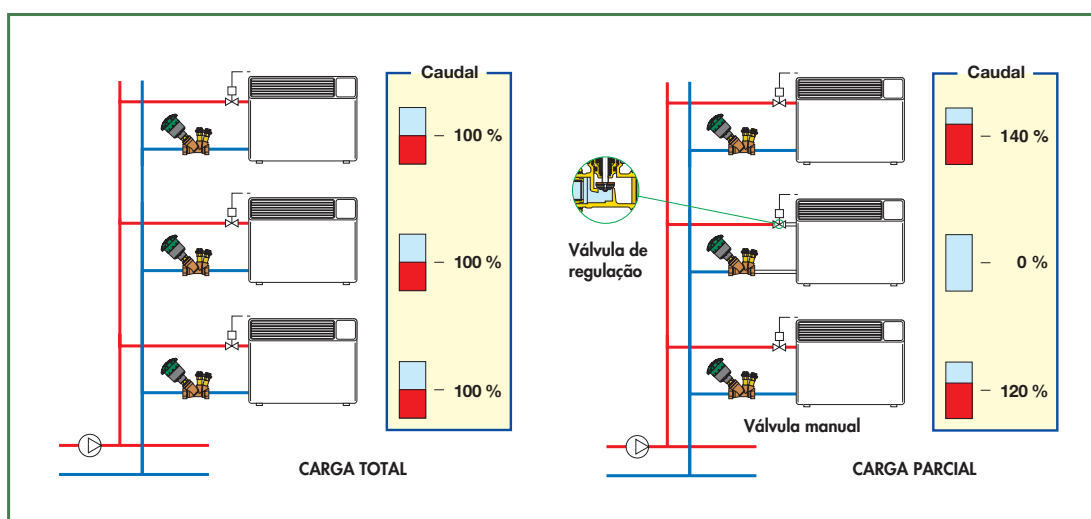 Caudal
100 %
100 %
100 %
CARGA TOTAL
Caudal
140 %
Válvula de
regulação
0 %
120 %
Válvula manual
CARGA PARCIAL